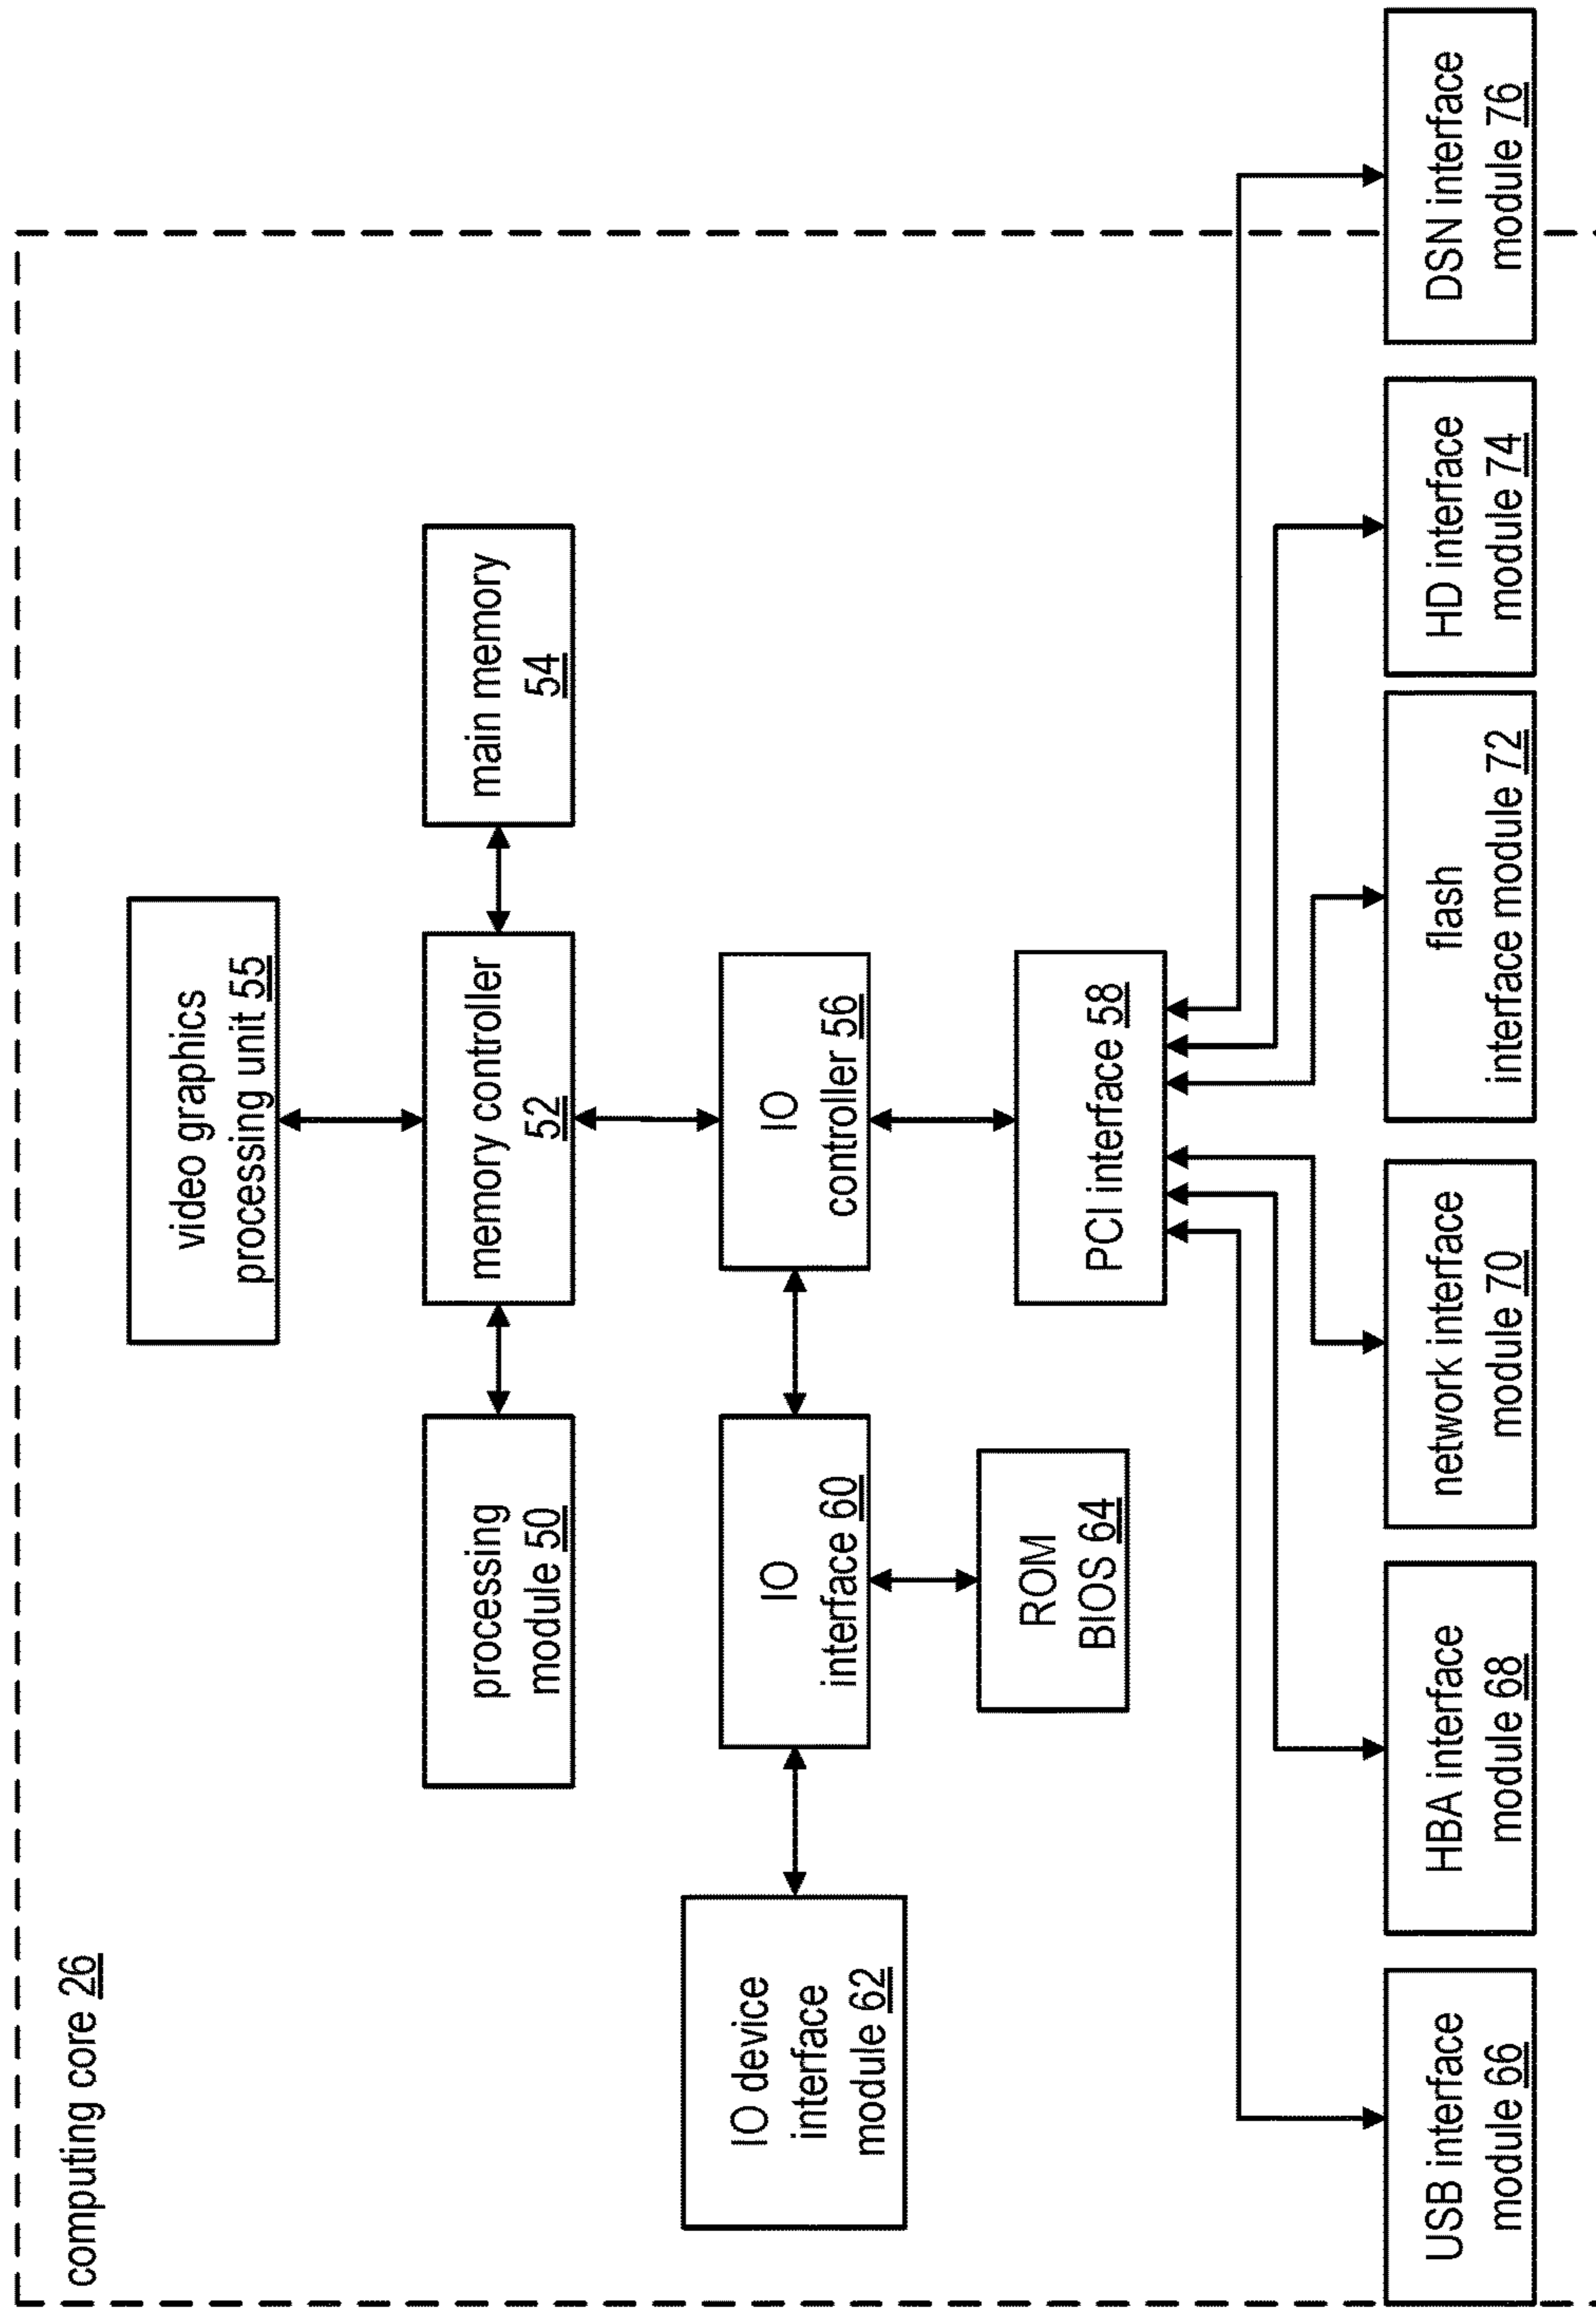 computing core 26
video graphics
processing unit 55
processing
module 50
memory controller
52
main memory
54
IO device
interface
module 62
IO
interface 60
IO
controller 56
ROM
BIOS 64
PCI interface 58
USB interface
module 66
HBA interface
module 68
network interface
module 70
flash
interface module 72
HD interface
module 74
DSN interface
module 76